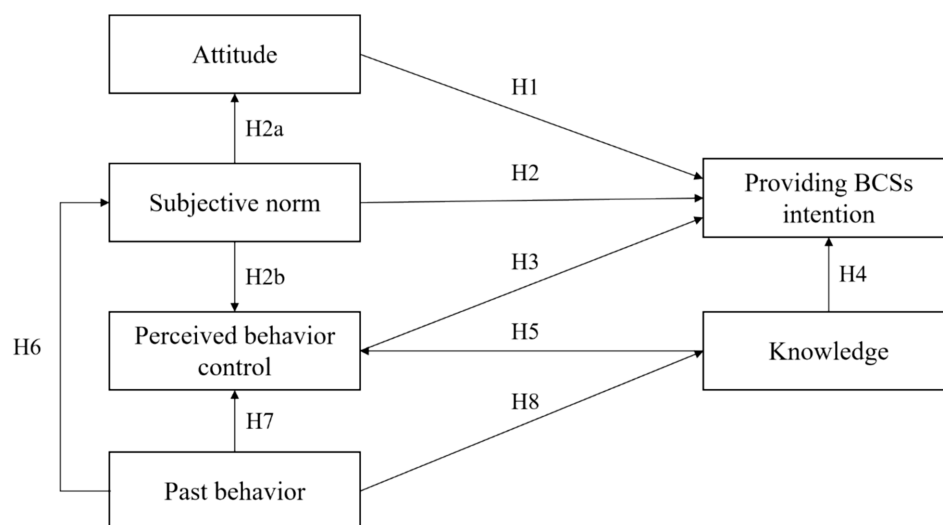 Attitude
H1
H2a
Subjective norm
H2
Providing BCSs
intention
H2b
H3
H4
Perceived behavior
control
H5
Knowledge
H6
H7
H8
Past behavior